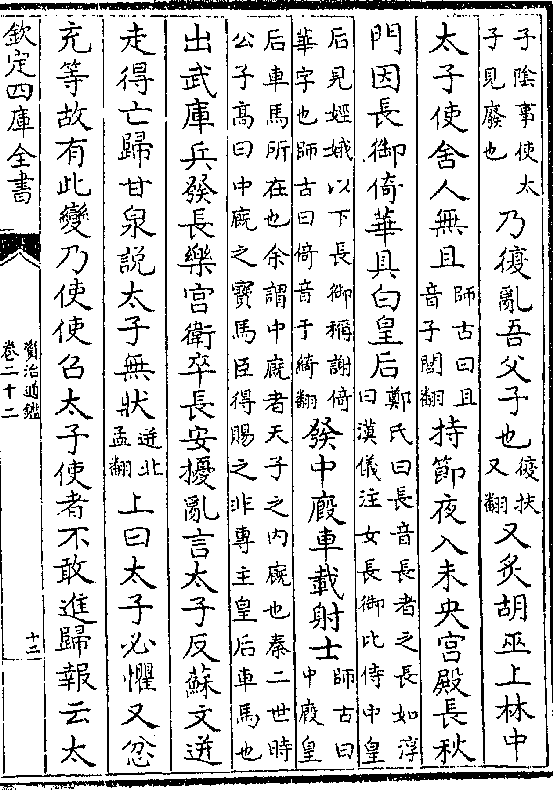 子陰事使太子見廢也乃復亂吾父子也復扶又翻又炙胡巫上林中
太子使舍人無且師古曰且音子閭翻持節夜入未央宮殿長秋
門因長御倚華具白皇后鄭氏曰長音長者之長如淳曰漢儀注女長御比侍中皇
后見娙娥以下長御稱謝倚華字也師古曰倚音于綺翻發中廐車載射士師古曰中廐皇
后車馬所在也余謂中廐者天子之内廐也秦二世時公子高曰中廐之寶馬臣得賜之非專主皇后車馬也
出武庫兵發長樂宮衛卒長安擾亂言太子反蘇文迸
走得亡歸甘泉說太子無狀迸北孟翻上曰太子必懼又忿
充等故有此變乃使使召太子使者不敢進歸報云太
欽定四庫全書
資治通鑑
卷二十二
十二